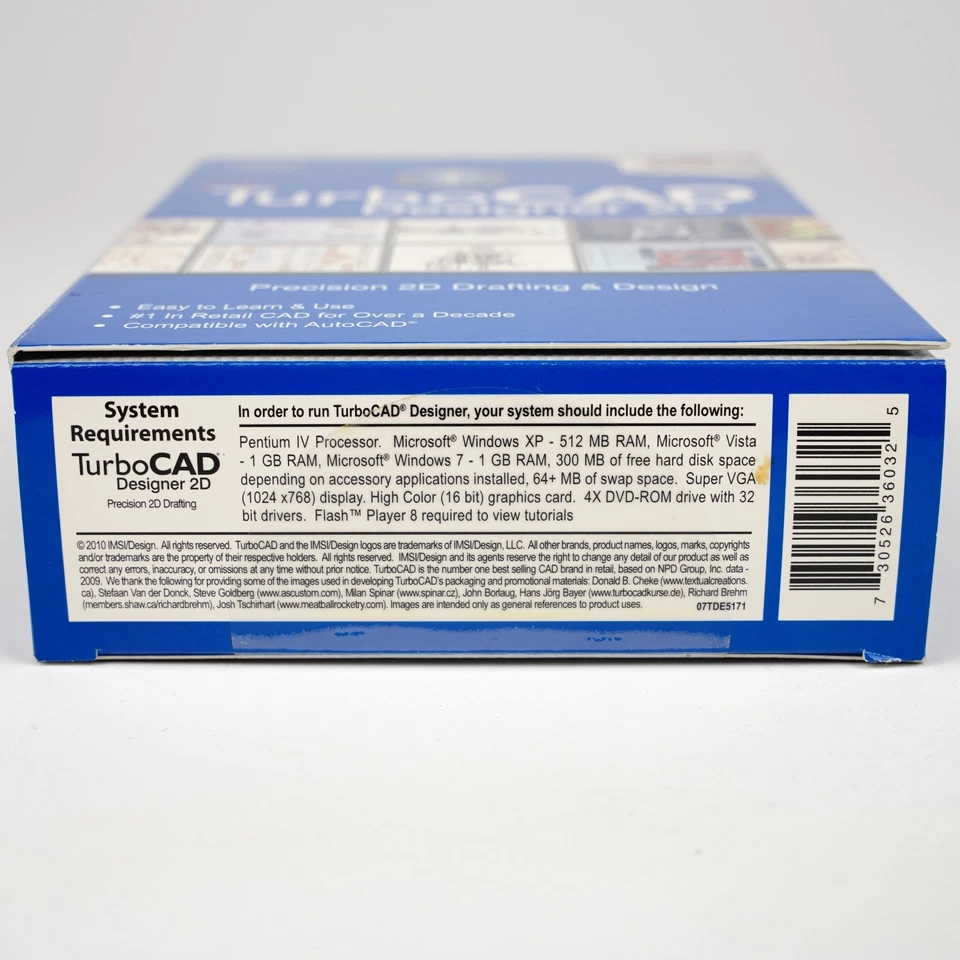 TurboCAD
Designer 2D
Precision 2D Drafting & Design
• Easy to Learn & Use
• #1 In Retail CAD for Over a Decade
• Compatible with AutoCAD®
System
Requirements
TurboCAD®
Designer 2D
Precision 2D Drafting
In order to run TurboCAD® Designer, your system should include the following:
Pentium IV Processor. Microsoft® Windows XP - 512 MB RAM, Microsoft® Vista
- 1 GB RAM, Microsoft® Windows 7 - 1 GB RAM, 300 MB of free hard disk space
depending on accessory applications installed, 64+ MB of swap space. Super VGA
(1024 x768) display. High Color (16 bit) graphics card. 4X DVD-ROM drive with 32
bit drivers. Flash™ Player 8 required to view tutorials
©2010 IMSI/Design. All rights reserved. TurboCAD and the IMSI/Design logos are trademarks of IMSI/Design, LLC. All other brands, product names, logos, marks, copyrights
and/or trademarks are the property of their respective holders. All rights reserved. IMSI/Design and its agents reserve the right to change any detail of our product as well as
correct any errors, inaccuracy, or omissions at any time without prior notice. TurboCAD is the number one best selling CAD brand in retail, based on NPD Group, Inc. data -
2009. We thank the following for providing some of the images used in developing TurboCAD's packaging and promotional materials: Donald B. Cheke (www.textualcreations.
ca), Stefaan Van der Donck, Steve Goldberg (www.ascustom.com), Milan Spinar (www.spinar.cz), John Borlaug, Hans Jörg Bayer (www.turbocadkurse.de), Richard Brehm
(members.shaw.ca/richardbrehm), Josh Tschirhart (www.meatballrocketry.com). Images are intended only as general references to product uses.
07TDE5171
7 30526 36032 5